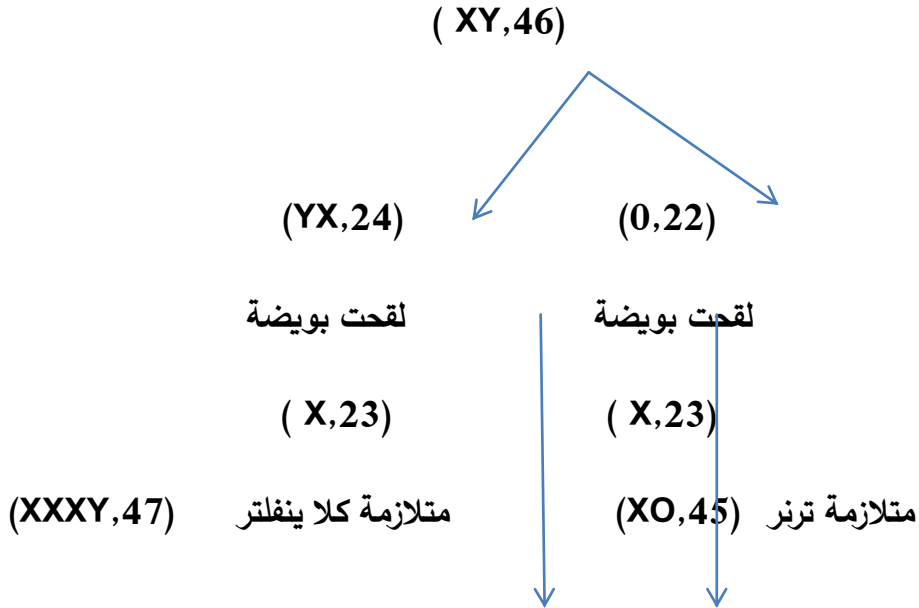 ( XY,46)
(0,22) (YX,24)
لقحت بويضة لقحت بويضة
( X,23) ( X,23)
متلازمة ترنر (XO,45) متلازمة كلا ينفلتر (XXXY,47)